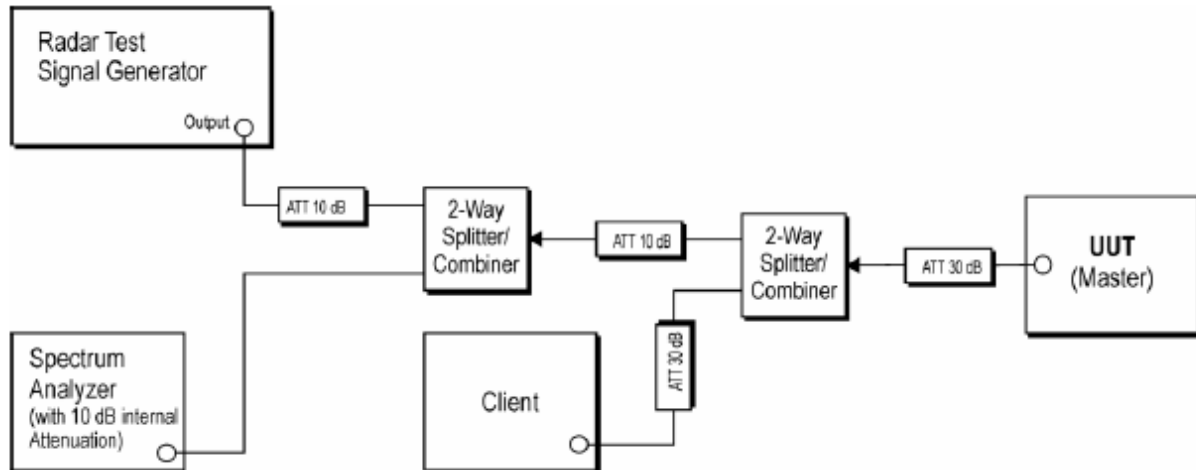 Radar Test
Signal Generator
Output
ATT 10 dB
2-Way
Splitter/
Combiner
ATT 10 dB
2-Way
Splitter/
Combiner
ATT 30 dB
UUT
(Master)
ATT 30 dB
Spectrum
Analyzer
(with 10 dB internal
Attenuation)
Client